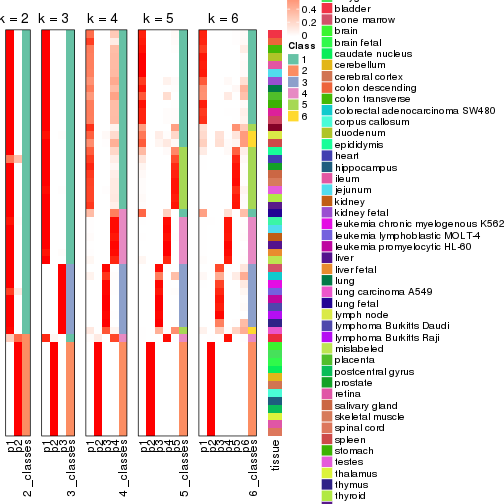 k = 2
k = 3
k = 4
k = 5
k = 6
p1
p2
2_classes
p1
p2
p3
3_classes
p1
p2
p3
p4
4_classes
p1
p2
p3
p4
p5
5_classes
p1
p2
p3
p4
p5
p6
6_classes
tissue
0.4
0.2
0
Class
1
2
3
4
5
6
bladder
bone marrow
brain
brain fetal
caudate nucleus
cerebellum
cerebral cortex
colon descending
colon transverse
colorectal adenocarcinoma SW480
corpus callosum
duodenum
epididymis
heart
hippocampus
ileum
jejunum
kidney
kidney fetal
leukemia chronic myelogenous K562
leukemia lymphoblastic MOLT-4
leukemia promyelocytic HL-60
liver
liver fetal
lung
lung carcinoma A549
lung fetal
lymph node
lymphoma Burkitts Daudi
lymphoma Burkitts Raji
mislabeled
placenta
postcentral gyrus
prostate
retina
salivary gland
skeletal muscle
spinal cord
spleen
stomach
testes
thalamus
thymus
thyroid